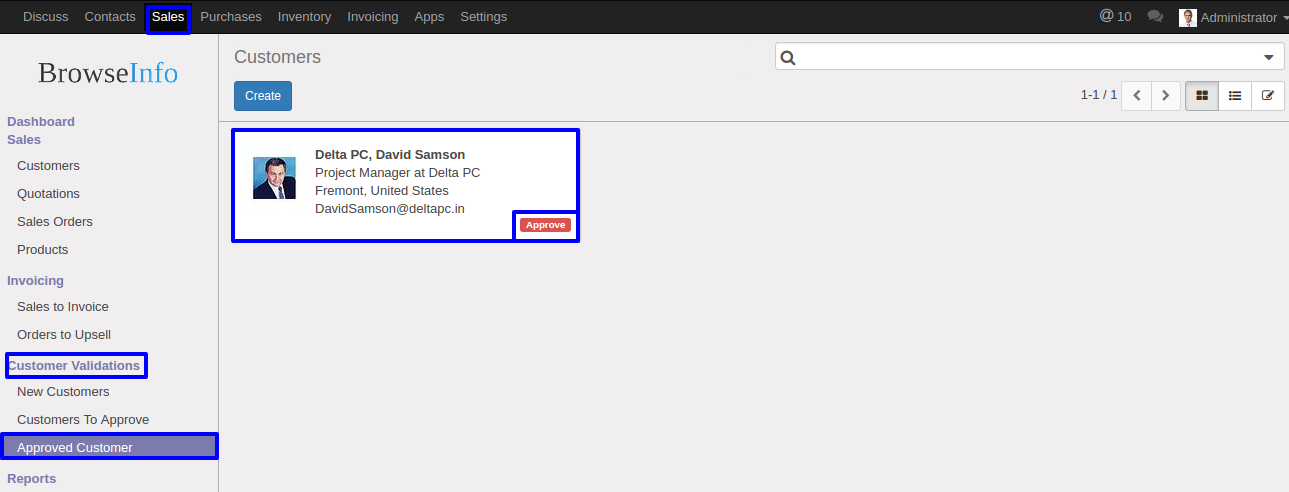 Discuss Contacts Sales Purchases Inventory Invoicing Apps Settings @ 10 Administrator
BrowseInfo
Dashboard
Sales
Customers
Quotations
Sales Orders
Products
Invoicing
Sales to Invoice
Orders to Upsell
Customer Validations
New Customers
Customers To Approve
Approved Customer
Reports
Customers
Create
1-1 / 1
Delta PC, David Samson
Project Manager at Delta PC
Fremont, United States
DavidSamson@deltapc.in
Approve